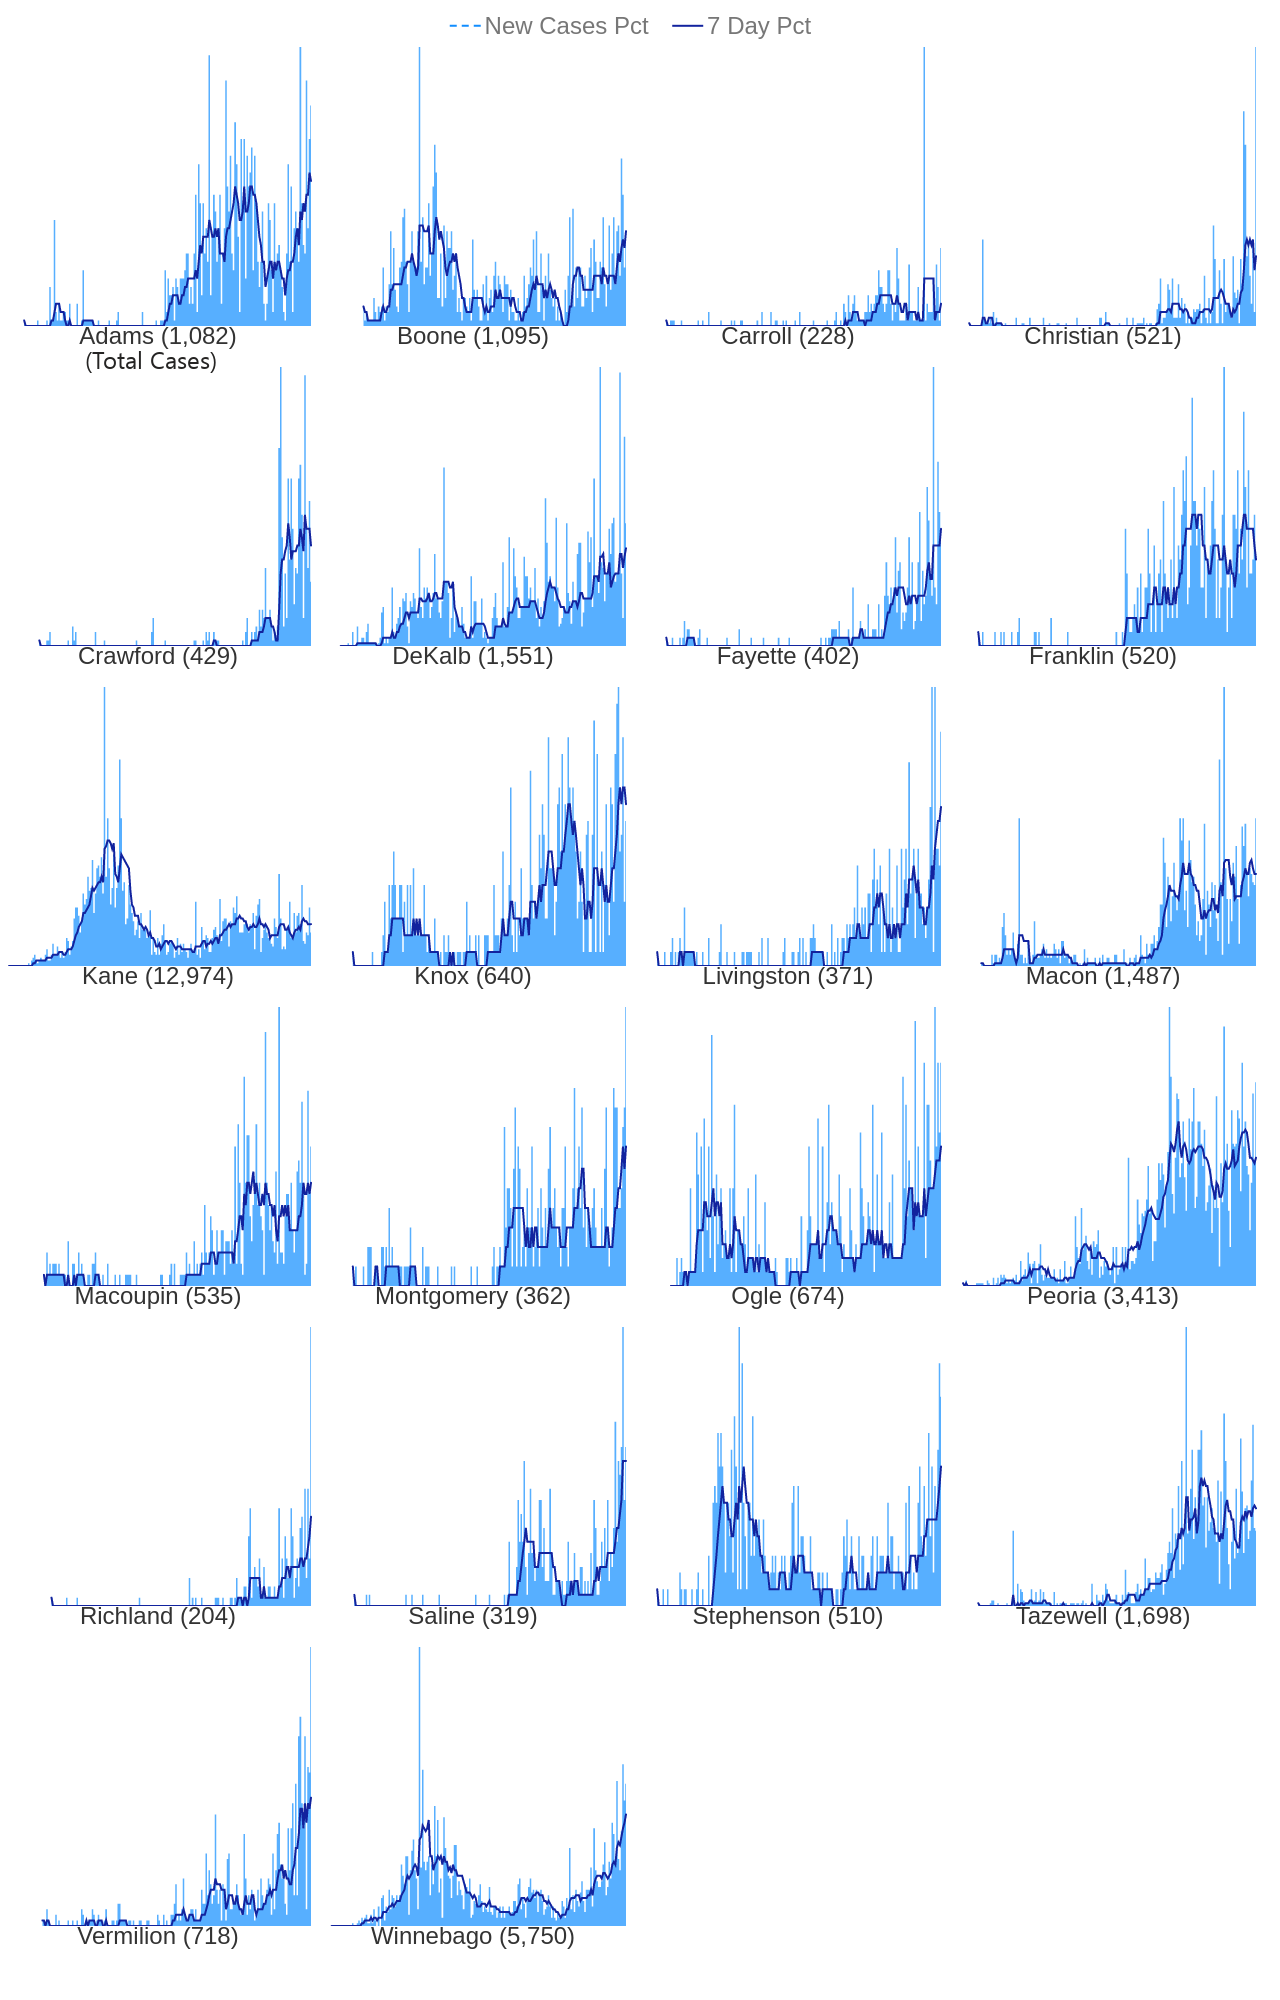 New Cases Pct 7 Day Pct
Adams (1,082) Boone (1,095) Carroll (228) Christian (521)
(Total Cases)
Crawford (429) DeKalb (1,551) Fayette (402) Franklin (520)
Kane (12,974) Knox (640) Livingston (371) Macon (1,487)
Macoupin (535) Montgomery (362) Ogle (674) Peoria (3,413)
Richland (204) Saline (319) Stephenson (510) Tazewell (1,698)
Vermilion (718) Winnebago (5,750)